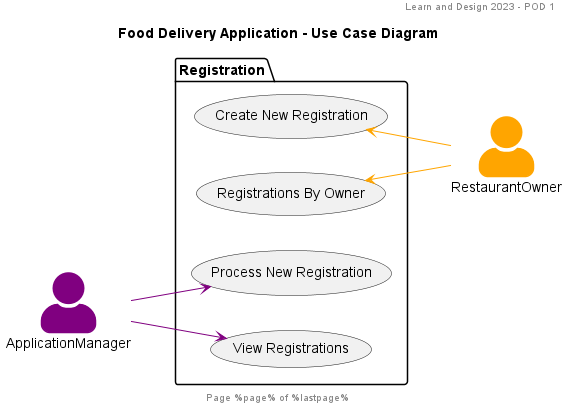 Learn and Design 2023 - POD 1
Food Delivery Application - Use Case Diagram
Registration
Create New Registration
RestaurantOwner
Registrations By Owner
Process New Registration
ApplicationManager
View Registrations
Page %page% of %lastpage%